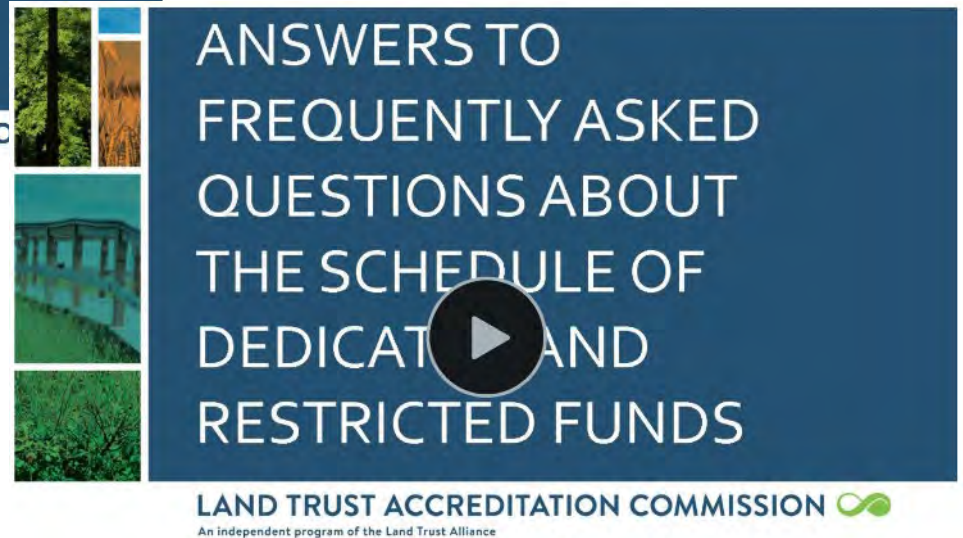 ANSWERS TO
FREQUENTLY ASKED
QUESTIONS ABOUT
THE SCHEDULE OF
AND
RESTRICTED FUNDS
LAND TRUST ACCREDITATION COMMISSION
An independent program of the Land Trust Alliance